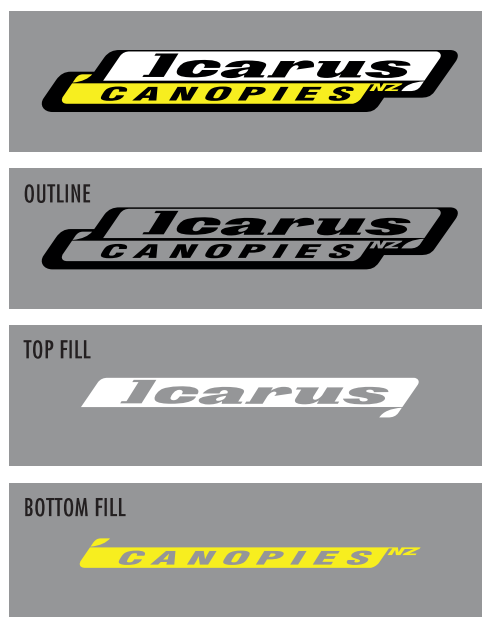 Icarus
CANOPIES NZ
OUTLINE
Icarus
CANOPIES NZ
TOP FILL
Icarus
BOTTOM FILL
CANOPIES NZ